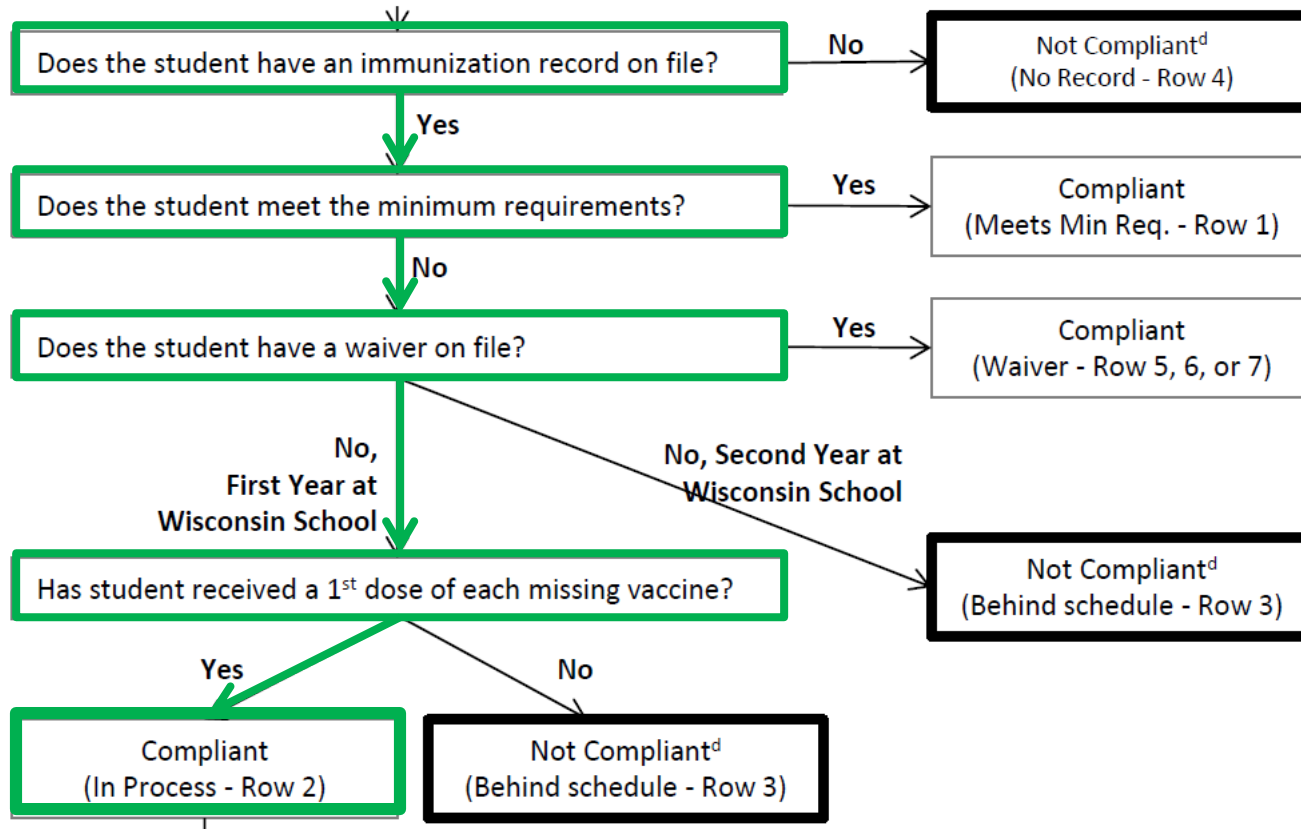 Does the student have an immunization record on file?
No
Not Compliantᵈ
(No Record - Row 4)
Yes
Does the student meet the minimum requirements?
Yes
Compliant
(Meets Min Req. - Row 1)
No
Does the student have a waiver on file?
Yes
Compliant
(Waiver - Row 5, 6, or 7)
No,
First Year at
Wisconsin School
No, Second Year at
Wisconsin School
Has student received a 1ˢᵗ dose of each missing vaccine?
Not Compliantᵈ
(Behind schedule - Row 3)
Yes
No
Compliant
(In Process - Row 2)
Not Compliantᵈ
(Behind schedule - Row 3)